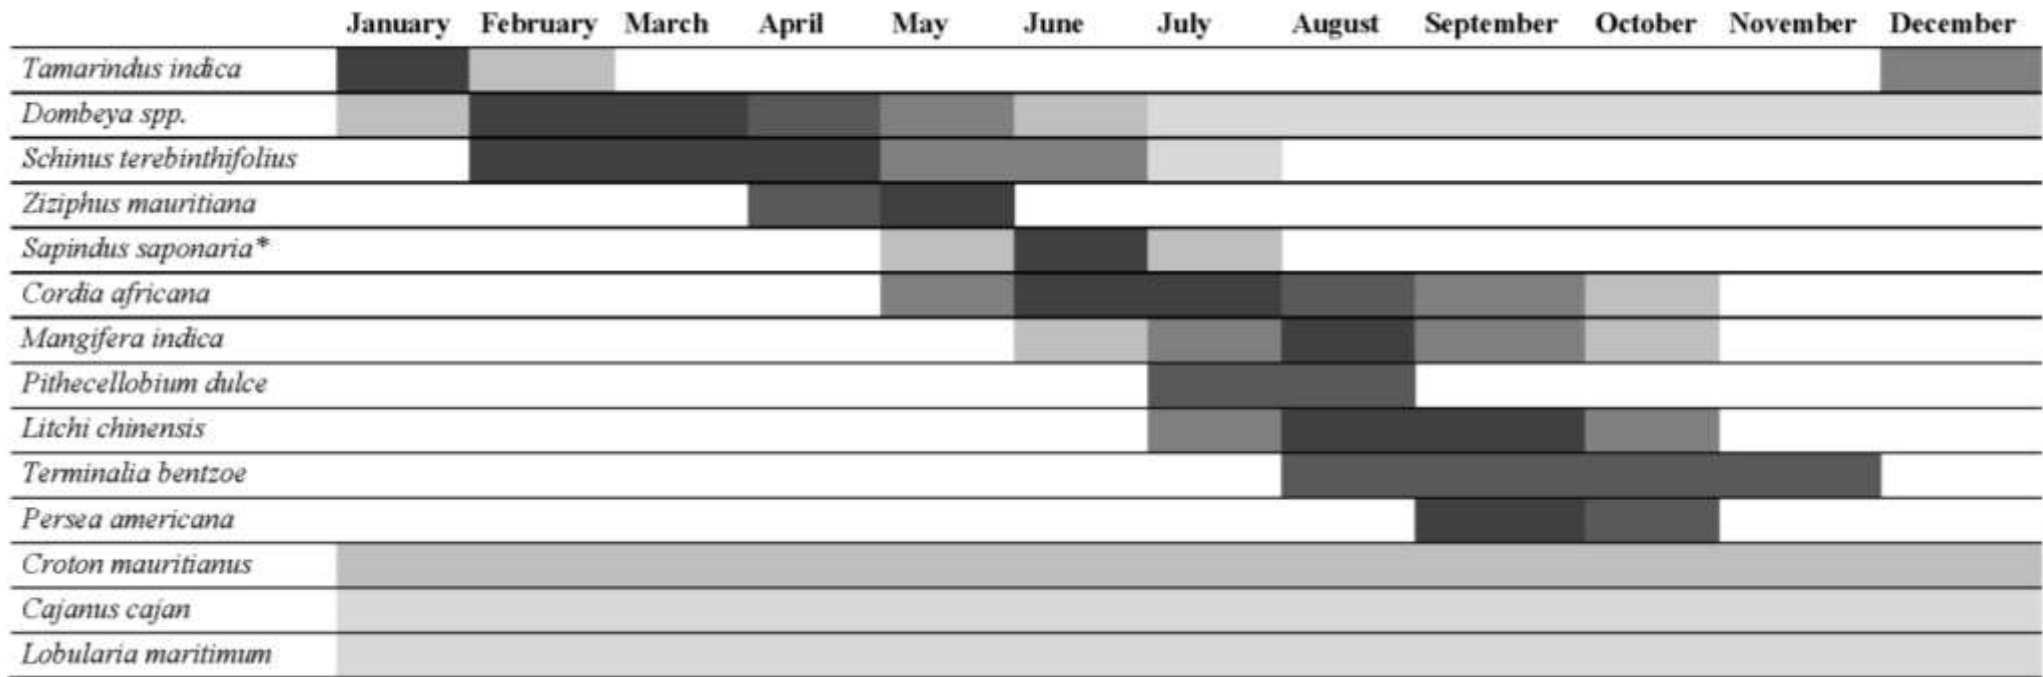 January February March April May June July August September October November December
Tamarindus indica
Dombeya spp.
Schinus terebinthifolius
Ziziphus mauritiana
Sapindus saponaria*
Cordia africana
Mangifera indica
Pithecellobium dulce
Litchi chinensis
Terminalia bentzoe
Persea americana
Croton mauritianus
Cajanus cajan
Lobularia maritimum